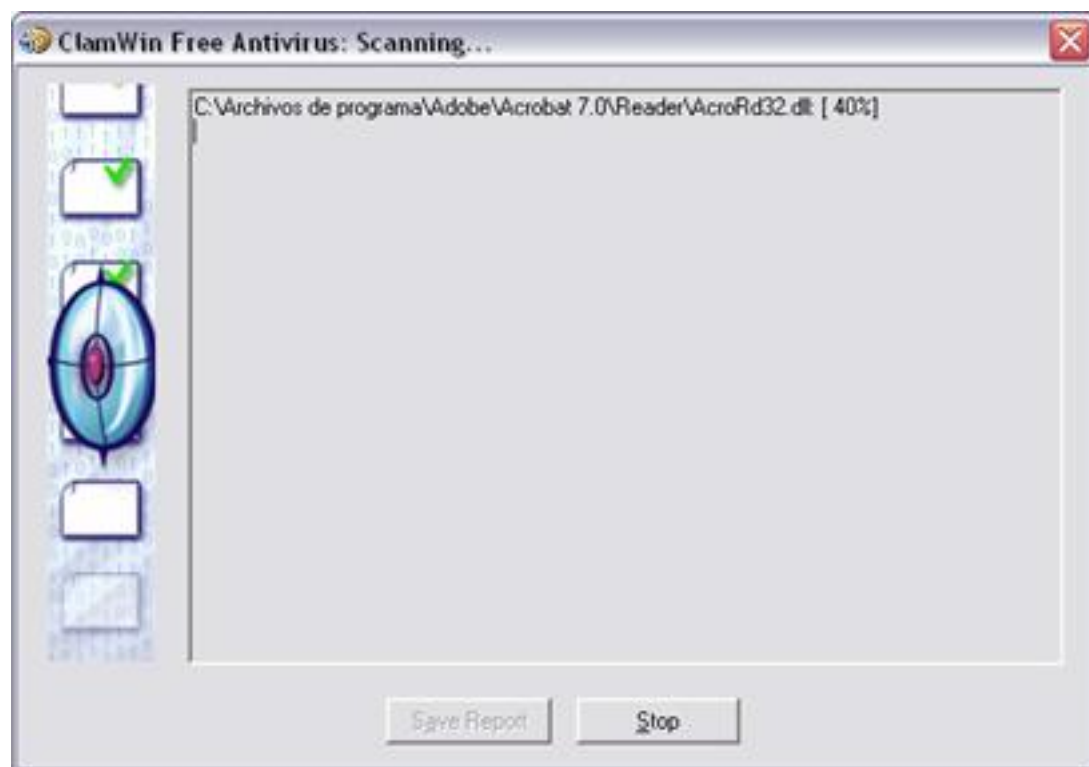 ClamWin Free Antivirus: Scanning...
C:\Archivos de programa\Adobe\Acrobat 7.0\Reader\AcroRd32.dll: [ 40%]
Save Report
Stop